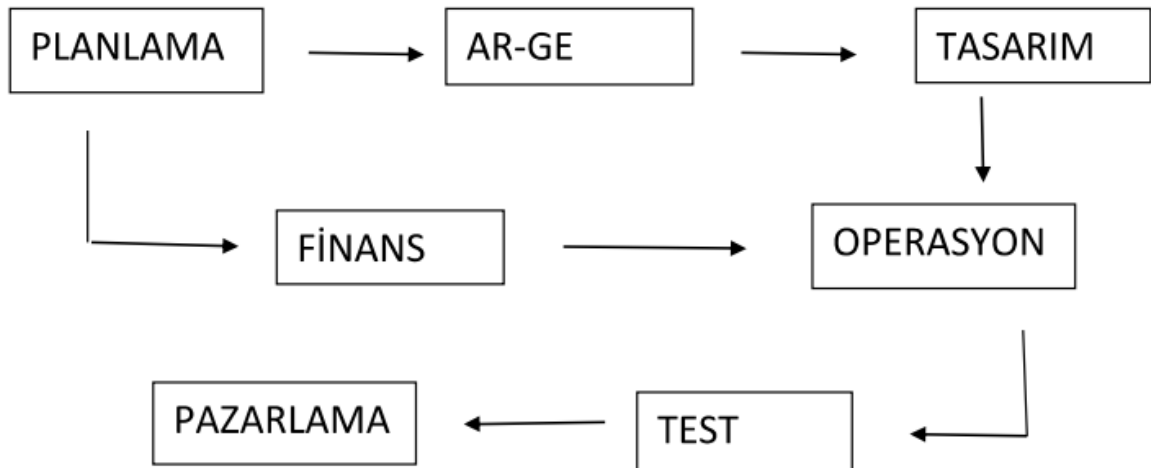 PLANLAMA
AR-GE
TASARIM
FİNANS
OPERASYON
PAZARLAMA
TEST